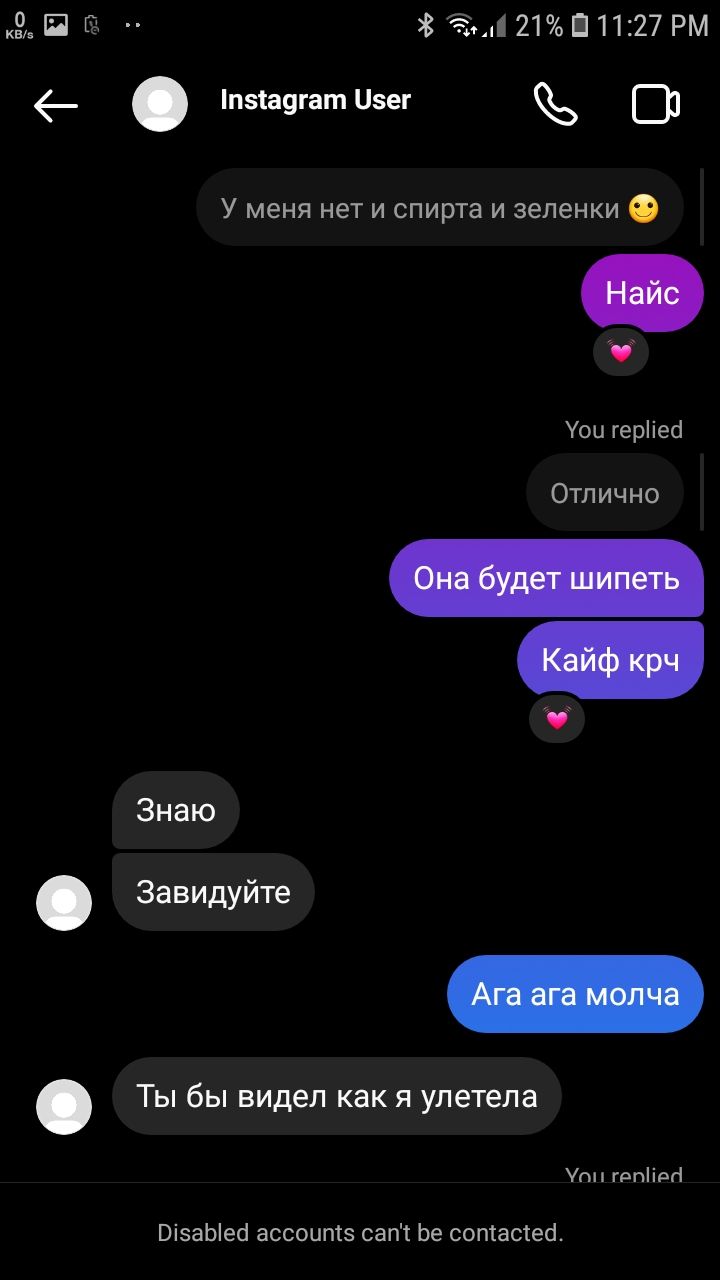 0
KB/s
21% 11:27 PM
Instagram User
У меня нет и спирта и зеленки 🙂
Найс
💓
You replied
Отлично
Она будет шипеть
Кайф крч
💓
Знаю
Завидуйте
Ага ага молча
Ты бы видел как я улетела
You replied
Disabled accounts can't be contacted.